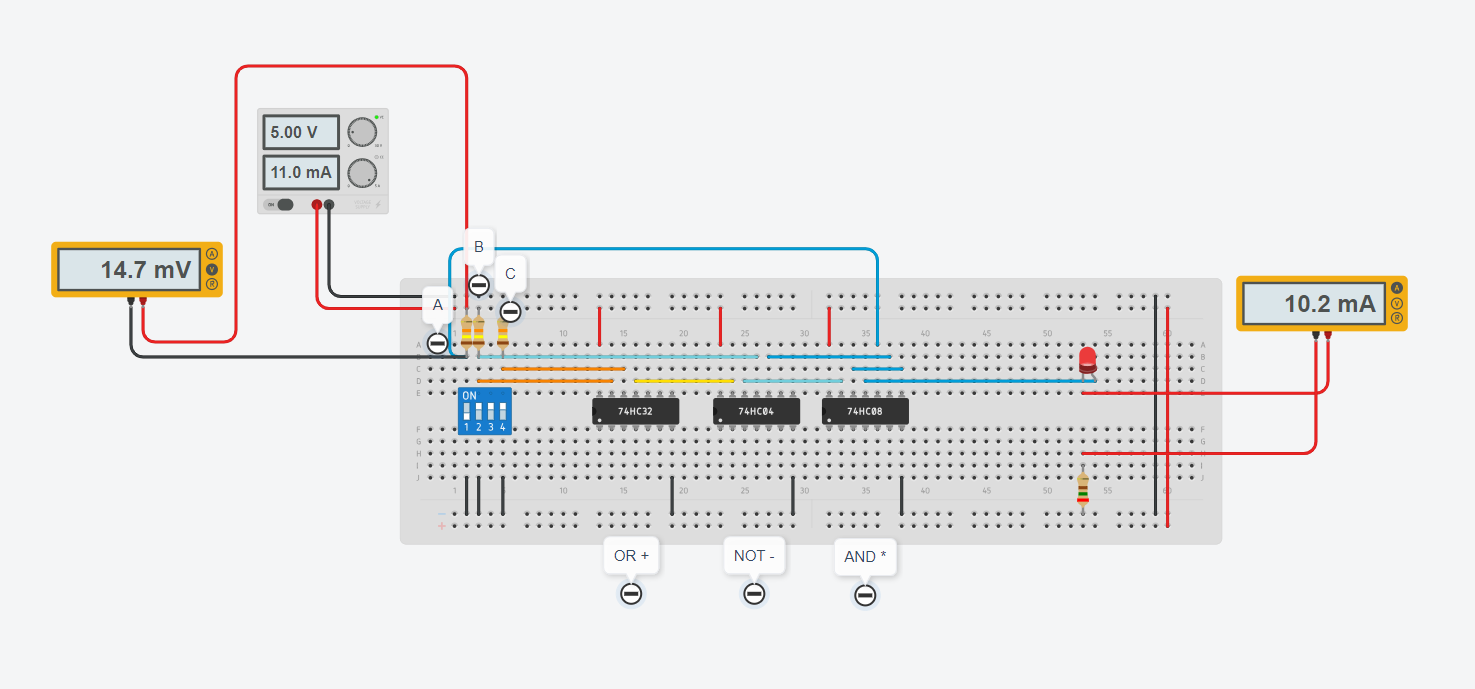 5.00 V
11.0 mA
ON
14.7 mV
A
V
R
B
C
A
10.2 mA
A
V
R
1 10 15 20 25 30 35 40 45 50 55 60
A A
B B
C C
D D
E
ON
1 2 3 4
74HC32
74HC04
74HC08
F F
G G
H
I I
J J
1 10 15 20 25 30 35 40 45 50 55 60
OR +
NOT -
AND *